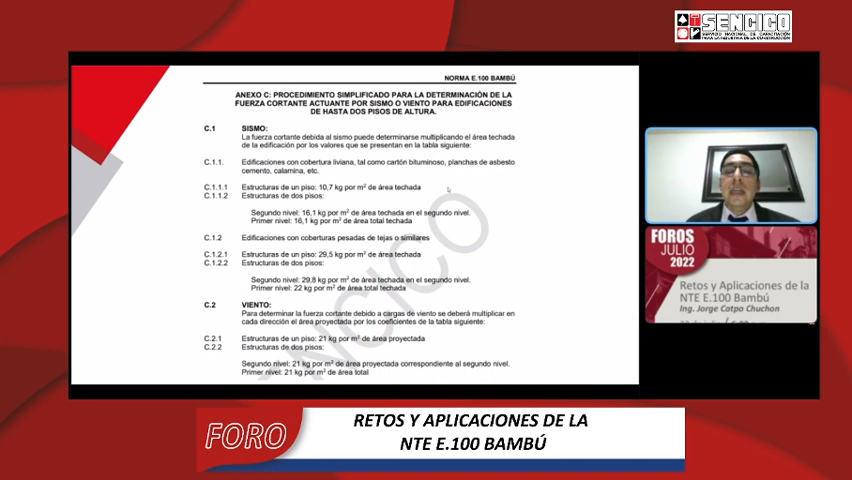 SENCICO
SERVICIO NACIONAL DE CAPACITACIÓN
PARA LA INDUSTRIA DE LA CONSTRUCCIÓN
NORMA E.100 BAMBÚ
ANEXO C: PROCEDIMIENTO SIMPLIFICADO PARA LA DETERMINACIÓN DE LA
FUERZA CORTANTE ACTUANTE POR SISMO O VIENTO PARA EDIFICACIONES
DE HASTA DOS PISOS DE ALTURA.
C.1 SISMO:
La fuerza cortante debida al sismo puede determinarse multiplicando el área techada
de la edificación por los valores que se presentan en la tabla siguiente:
C.1.1. Edificaciones con cobertura liviana, tal como cartón bituminoso, planchas de asbesto
cemento, calamina, etc.
C.1.1.1 Estructuras de un piso: 10,7 kg por m² de área techada
C.1.1.2 Estructuras de dos pisos:
Segundo nivel: 16,1 kg por m² de área techada en el segundo nivel.
Primer nivel: 16,1 kg por m² de área total techada
C.1.2 Edificaciones con coberturas pesadas de tejas o similares
C.1.2.1 Estructuras de un piso: 29,5 kg por m² de área techada
C.1.2.2 Estructuras de dos pisos:
Segundo nivel: 29,8 kg por m² de área techada en el segundo nivel.
Primer nivel: 22 kg por m² de área total techada
C.2 VIENTO:
Para determinar la fuerza cortante debido a cargas de viento se deberá multiplicar en
cada dirección el área proyectada por los coeficientes de la tabla siguiente:
C.2.1 Estructuras de un piso: 21 kg por m² de área proyectada
C.2.2 Estructuras de dos pisos:
Segundo nivel: 21 kg por m² de área proyectada correspondiente al segundo nivel.
Primer nivel: 21 kg por m² de área total
ENCICO
FOROS
JULIO
2022
Retos y Aplicaciones de la
NTE E.100 Bambú
Ing. Jorge Catpo Chuchon
FORO
RETOS Y APLICACIONES DE LA
NTE E.100 BAMBÚ